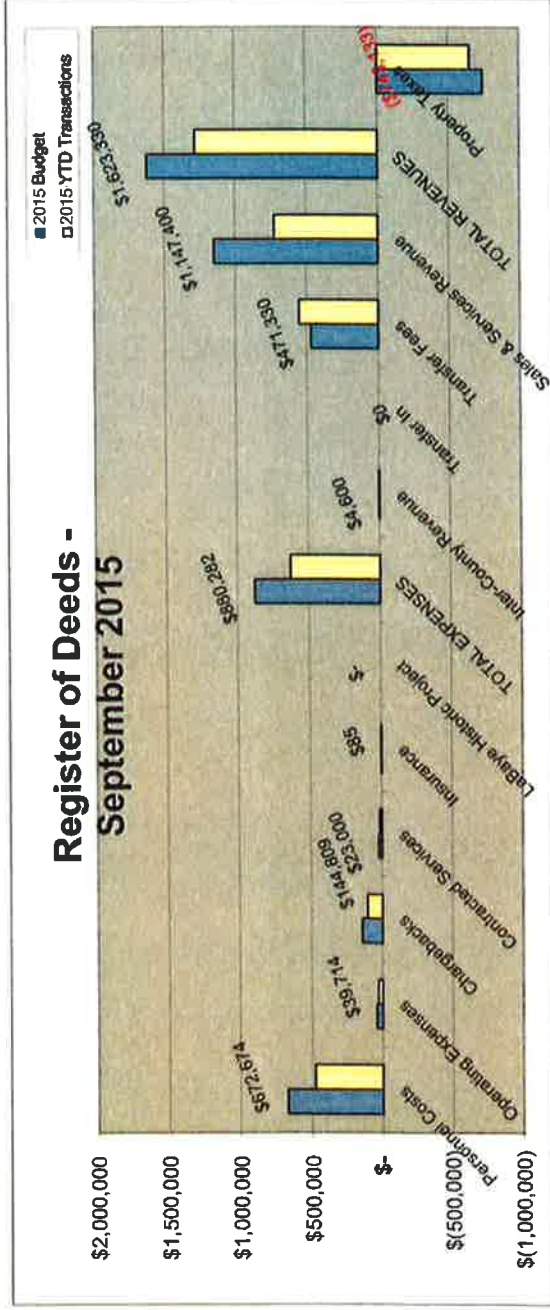 Register of Deeds -
September 2015
2015 Budget
2015 YTD Transactions
$2,000,000
$1,500,000
$1,000,000
$500,000
$-
$(500,000)
$(1,000,000)
$672,674
$39,714
$144,809
$23,000
$85
$-
$880,282
$4,600
$0
$471,330
$1,147,400
$1,623,330
Personnel Costs
Operating Expenses
Chargebacks
Contracted Services
Insurance
LaBaye Historic Project
TOTAL EXPENSES
Inter-County Revenue
Transfer In
Transfer Fees
Sales & Services Revenue
TOTAL REVENUES
Property Taxes